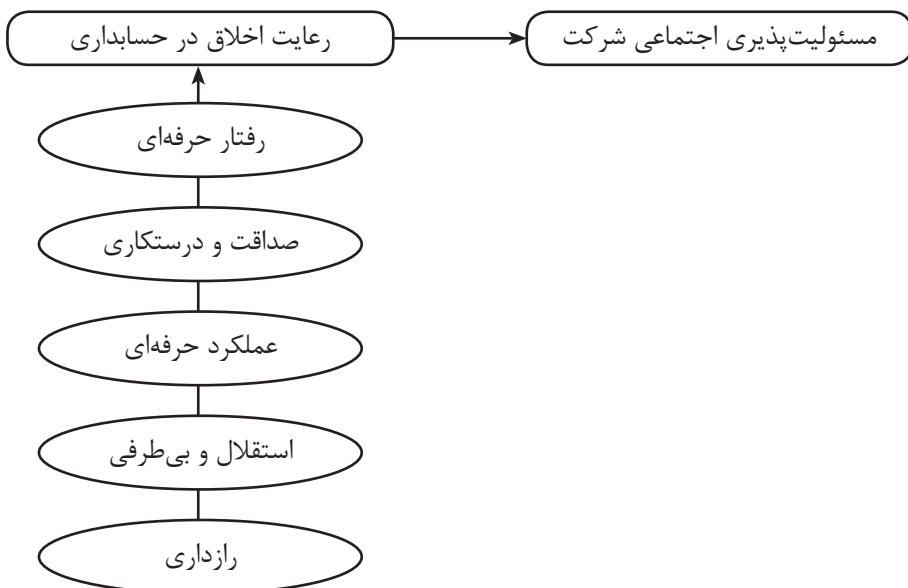 مسئولیت‌پذیری اجتماعی شرکت
رعایت اخلاق در حسابداری
رفتار حرفه‌ای
صداقت و درستکاری
عملکرد حرفه‌ای
استقلال و بی‌طرفی
رازداری